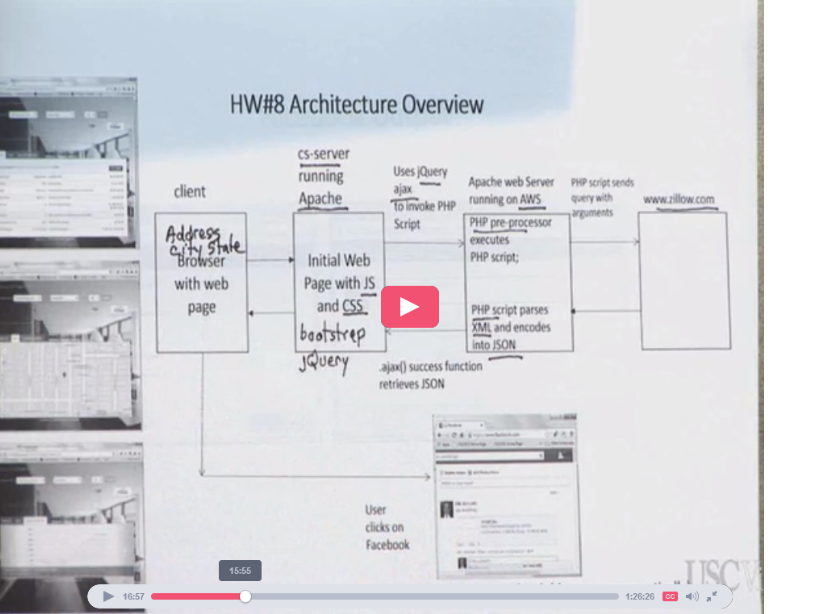 HW#8 Architecture Overview
client
cs-server
running
Apache
Uses jQuery
ajax
to invoke PHP
Script
Apache web Server
running on AWS
PHP script sends
query with
arguments
www.zillow.com
Address
City State
Browser
with web
page
Initial Web
Page with JS
and CSS
bootstrap
jQuery
PHP pre-processor
executes
PHP script;
PHP script parses
XML and encodes
into JSON
.ajax() success function
retrieves JSON
User
clicks on
Facebook
15:55
16:57
1:26:26
CC
USC